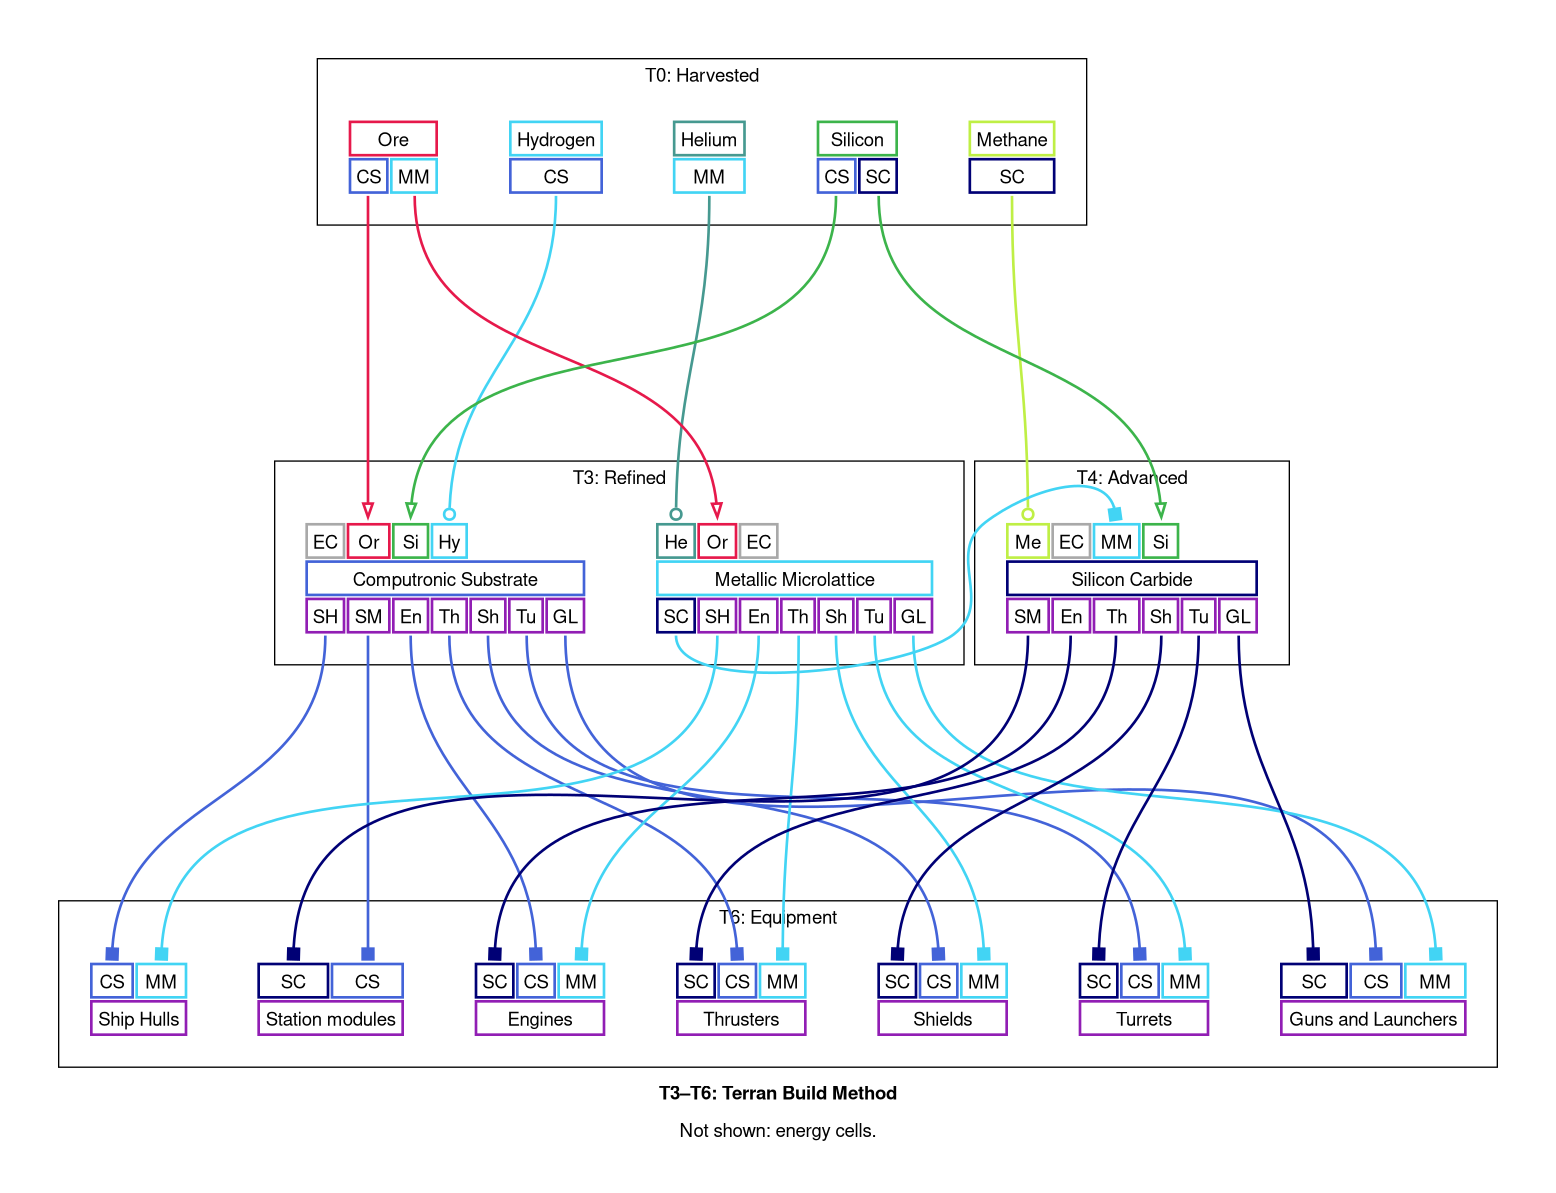 T0: Harvested
Ore Hydrogen Helium Silicon Methane
CS MM CS MM CS SC SC
T3: Refined T4: Advanced
EC Or Si Hy He Or EC Me EC MM Si
Computronic Substrate Metallic Microlattice Silicon Carbide
SH SM En Th Sh Tu GL SC SH En Th Sh Tu GL SM En Th Sh Tu GL
T6: Equipment
CS MM SC CS SC CS MM SC CS MM SC CS MM SC CS MM SC CS MM
Ship Hulls Station modules Engines Thrusters Shields Turrets Guns and Launchers
T3–T6: Terran Build Method
Not shown: energy cells.